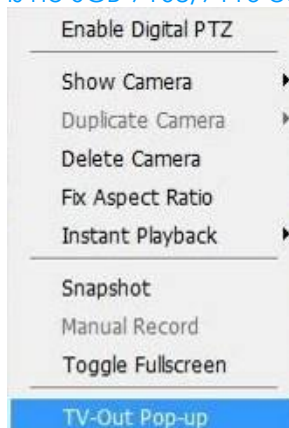 Enable Digital PTZ
Show Camera
Duplicate Camera
Delete Camera
Fix Aspect Ratio
Instant Playback
Snapshot
Manual Record
Toggle Fullscreen
TV-Out Pop-up